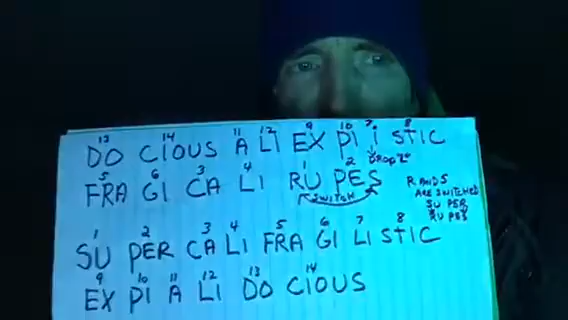 13 14 11 12 9 10 7 8
DO CIOUS A LI EX PI i STIC
DROP "L"
5 6 3 4 1 2
FRA GI CA LI RU PES
SWITCH
R AND S
ARE SWITCHED
SU PER
RU PES
1 2 3 4 5 6 7 8
SU PER CA LI FRA GI LI STIC
9 10 11 12 13 14
EX PI A LI DO CIOUS